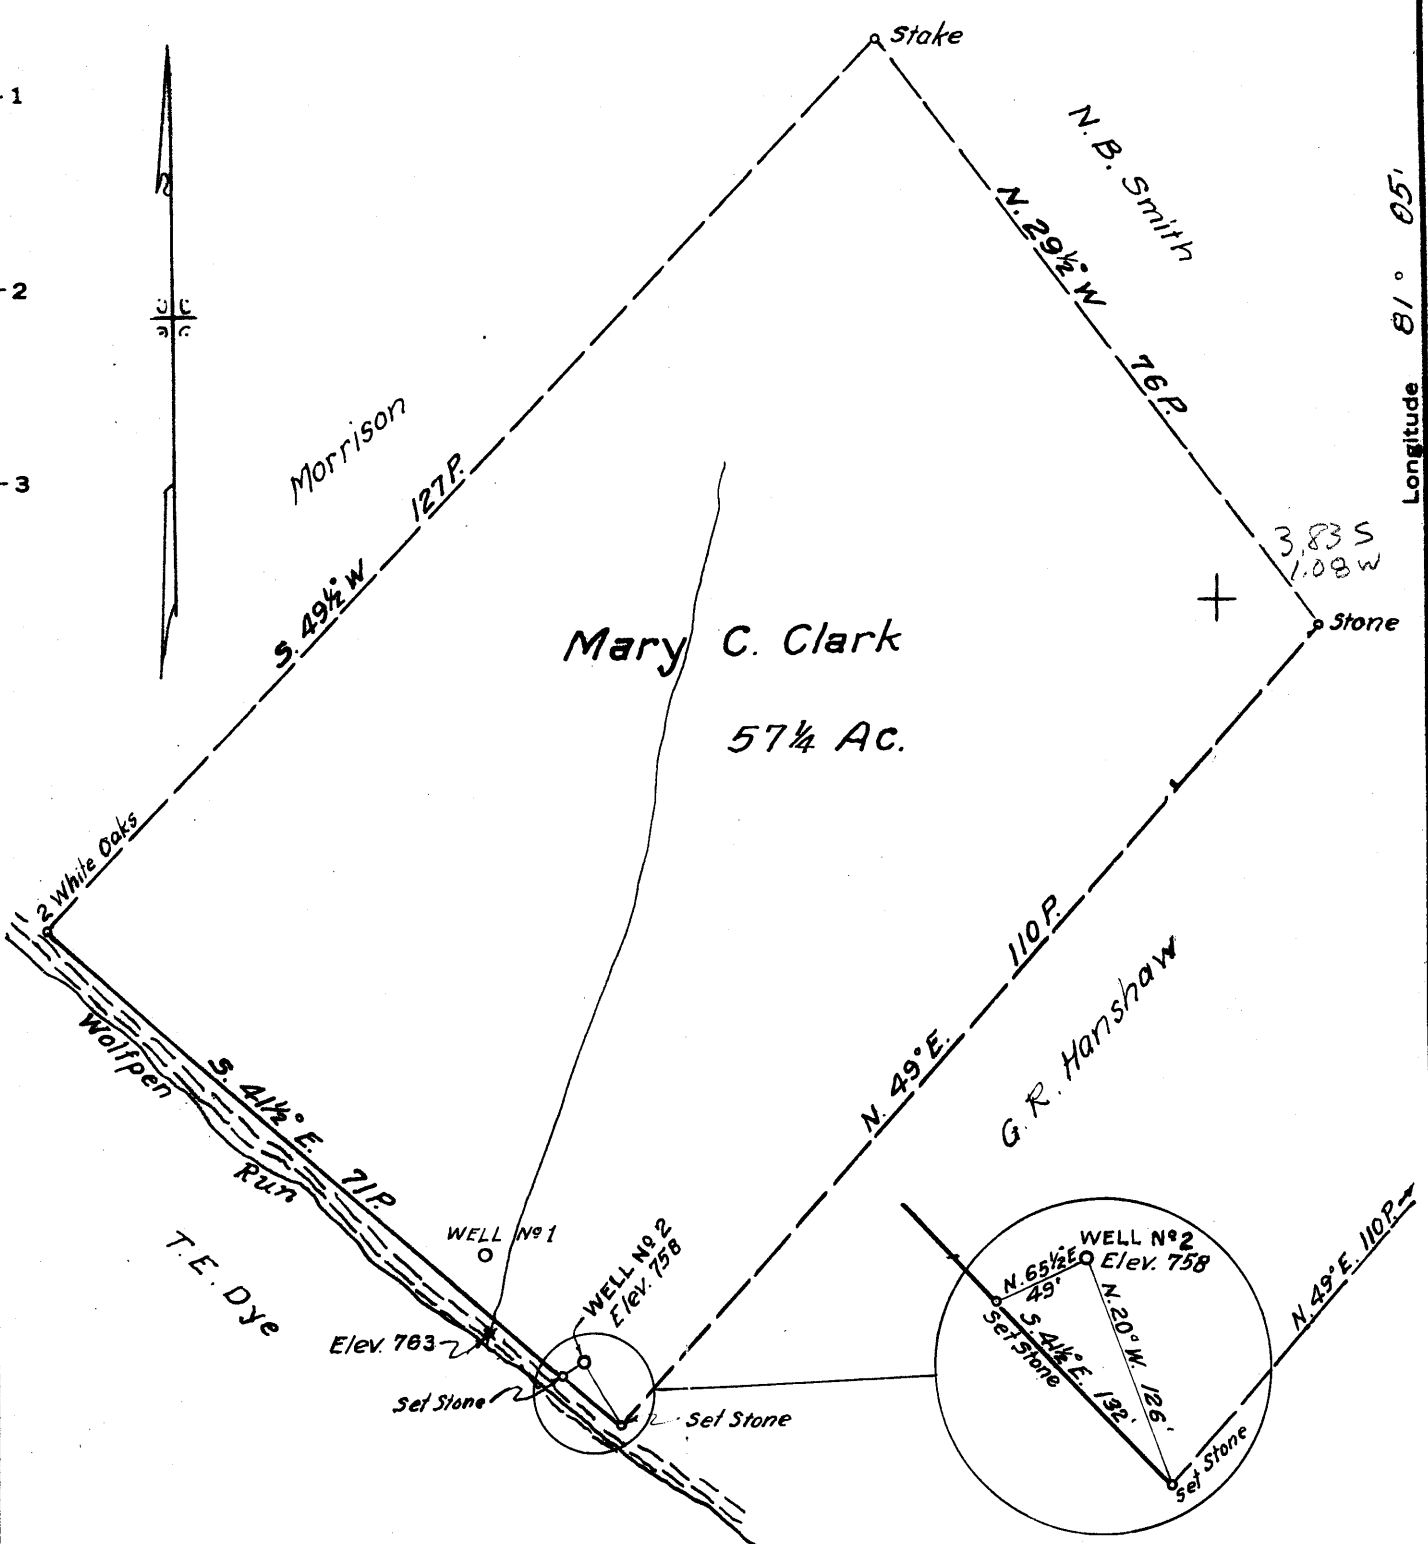 Stake
1
N. B. Smith
Longitude 81° 05'
N. 29½° W 76 P.
2
3
Morrison
S. 49½° W 127 P.
3.83 S
1.08 W
Stone
Mary C. Clark
57¼ Ac.
2 White Oaks
N. 49° E. 110 P.
G. R. Hanshaw
Wolfpen
Run
S. 41½° E. 71 P.
T. E. Dye
WELL Nº 1
WELL Nº 2
Elev. 758
Elev. 763
Set Stone
Set Stone
WELL Nº 2
Elev. 758
N. 65½° E
49'
N. 20° W. 126'
Set Stone
S. 41½° E. 132'
Set Stone
N. 49° E. 110 P.